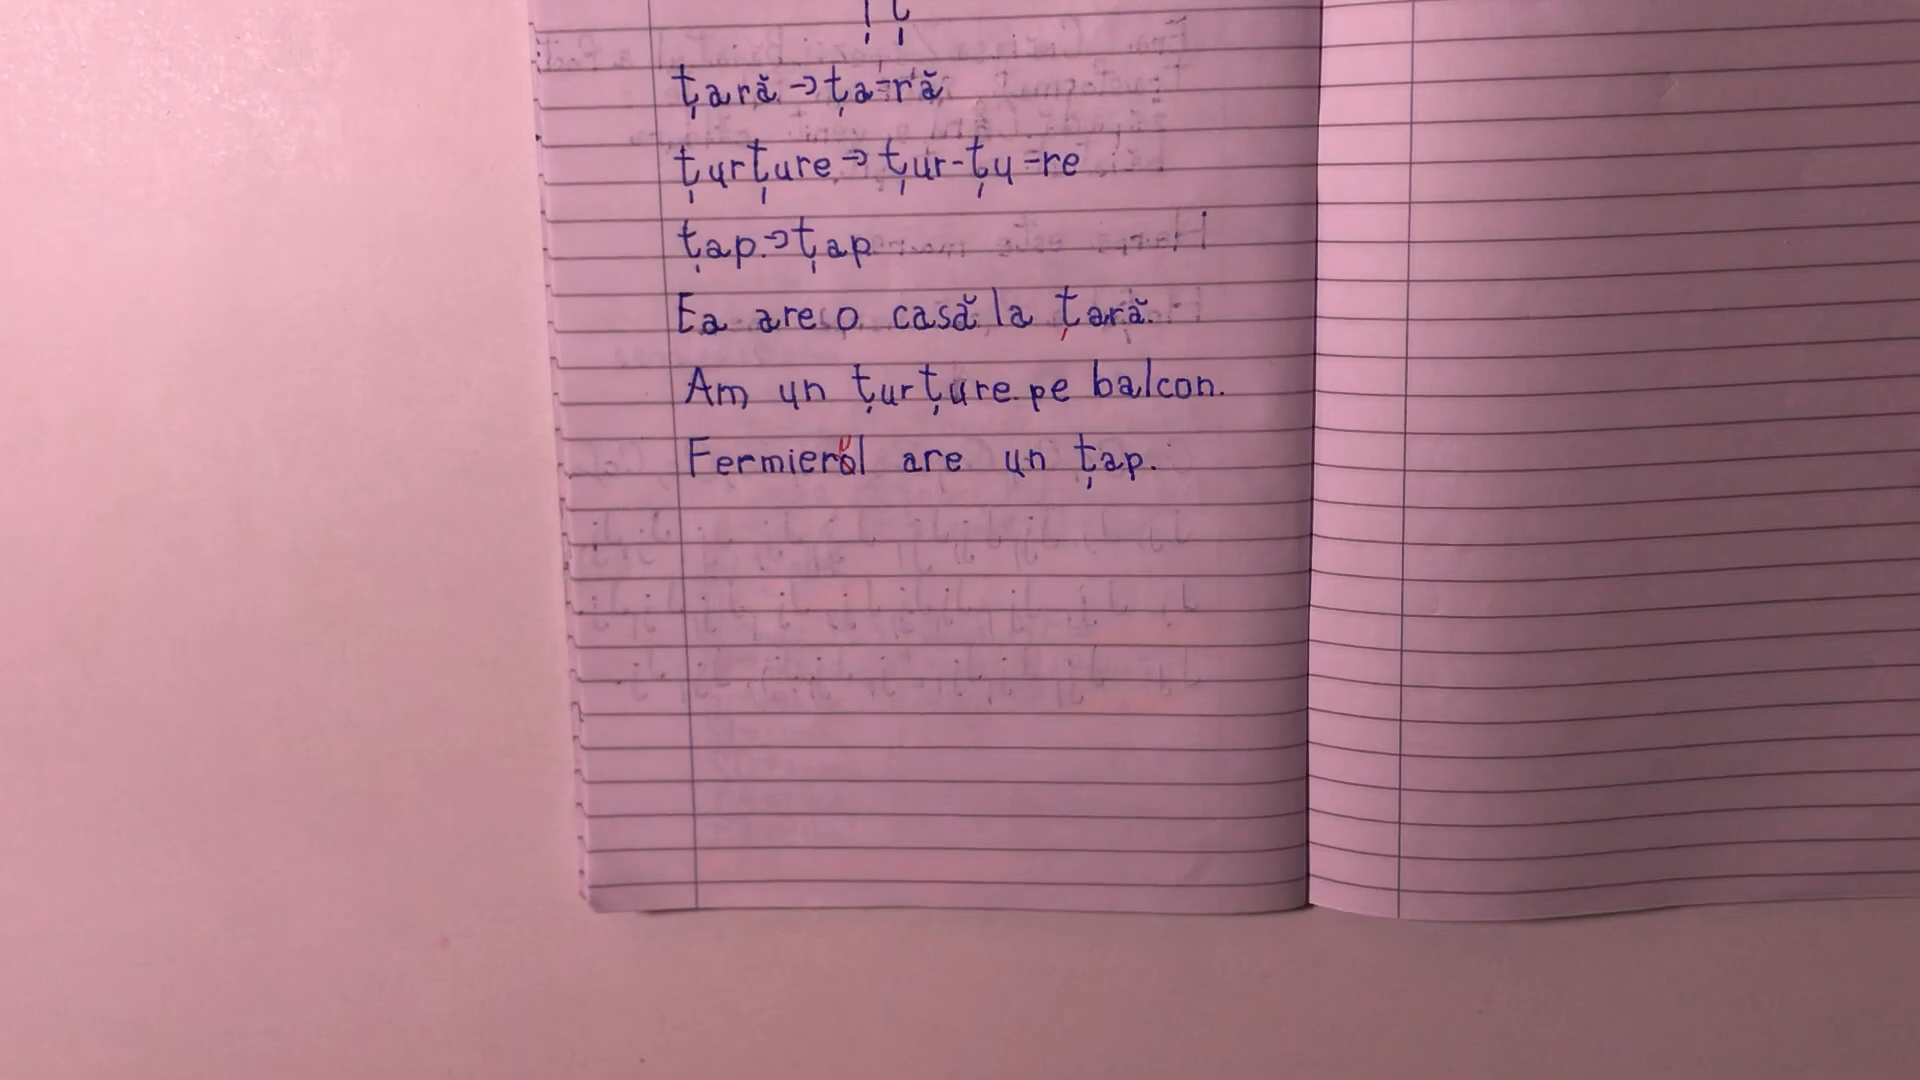 țară → ța-ră
țurțure → țur-țu-re
țap → țap
Ea are o casă la țară.
Am un țurțure pe balcon.
Fermierul are un țap.